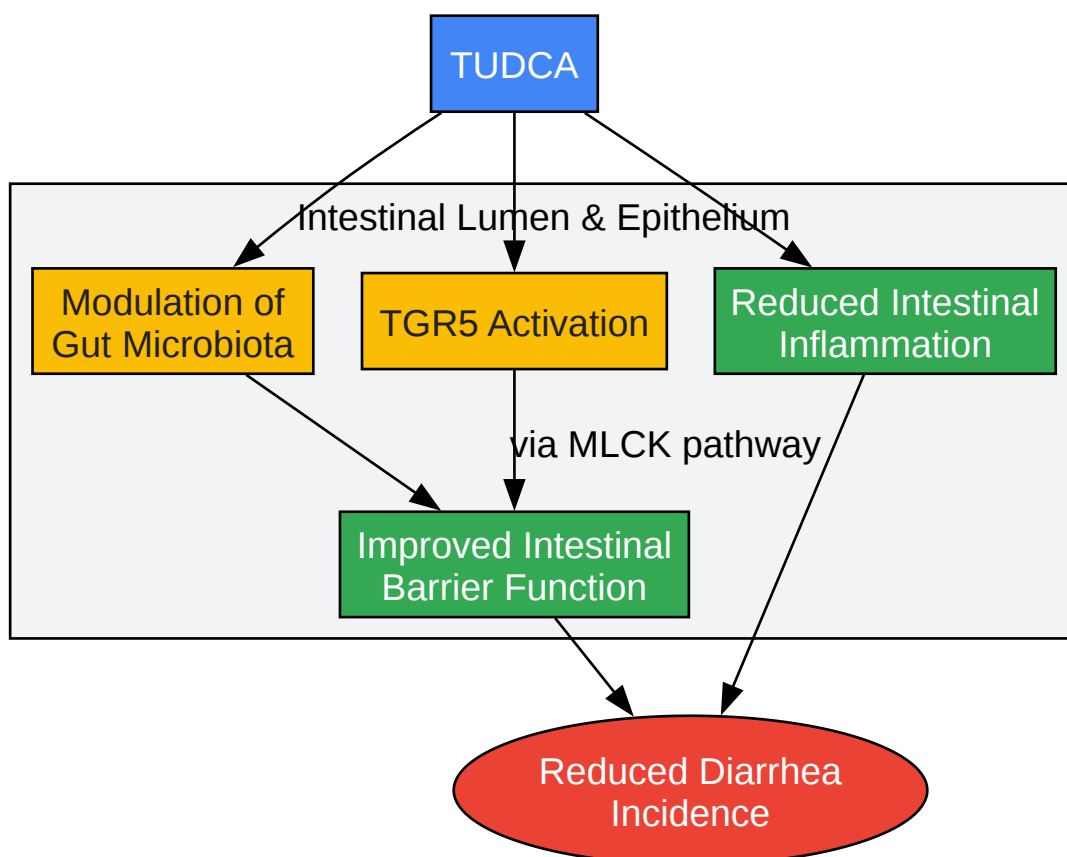 TUDCA
Intestinal Lumen & Epithelium
Modulation of
Gut Microbiota
TGR5 Activation
Reduced Intestinal
Inflammation
via MLCK pathway
Improved Intestinal
Barrier Function
Reduced Diarrhea
Incidence